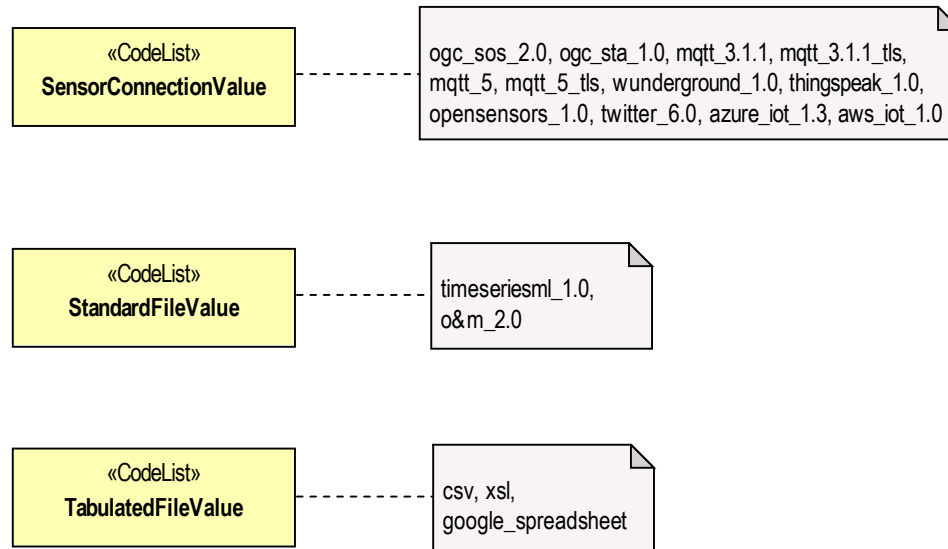 «CodeList»
SensorConnectionValue
ogc_sos_2.0, ogc_sta_1.0, mqtt_3.1.1, mqtt_3.1.1_tls,
mqtt_5, mqtt_5_tls, wunderground_1.0, thingspeak_1.0,
opensensors_1.0, twitter_6.0, azure_iot_1.3, aws_iot_1.0
«CodeList»
StandardFileValue
timeseriesml_1.0,
o&m_2.0
«CodeList»
TabulatedFileValue
csv, xsl,
google_spreadsheet